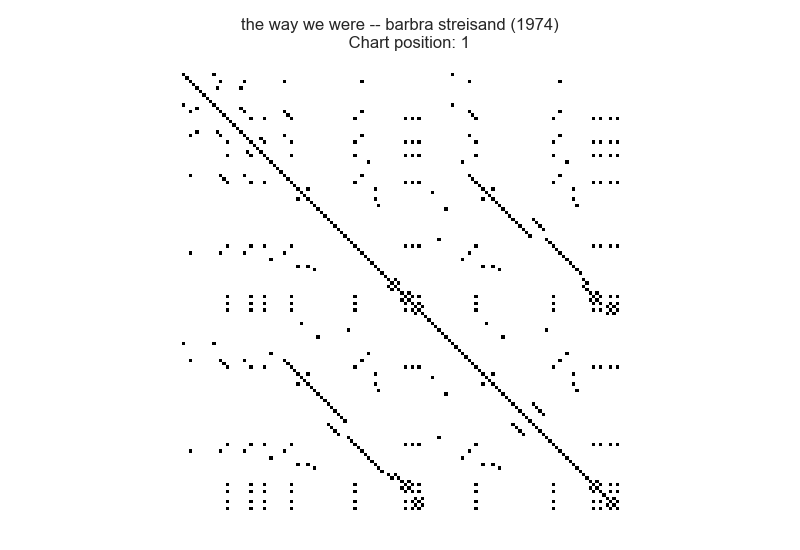 the way we were -- barbra streisand (1974)
Chart position: 1